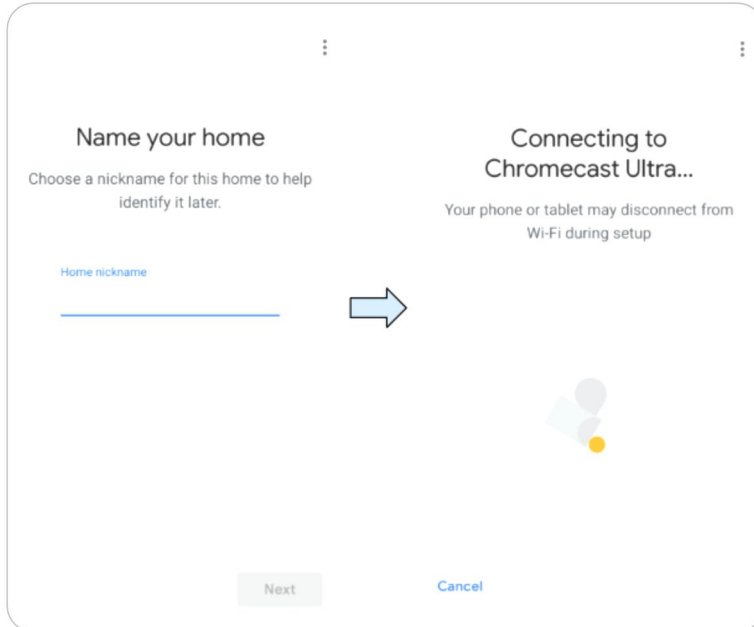 Name your home
Choose a nickname for this home to help
identify it later.
Home nickname
Next
Connecting to
Chromecast Ultra...
Your phone or tablet may disconnect from
Wi-Fi during setup
Cancel